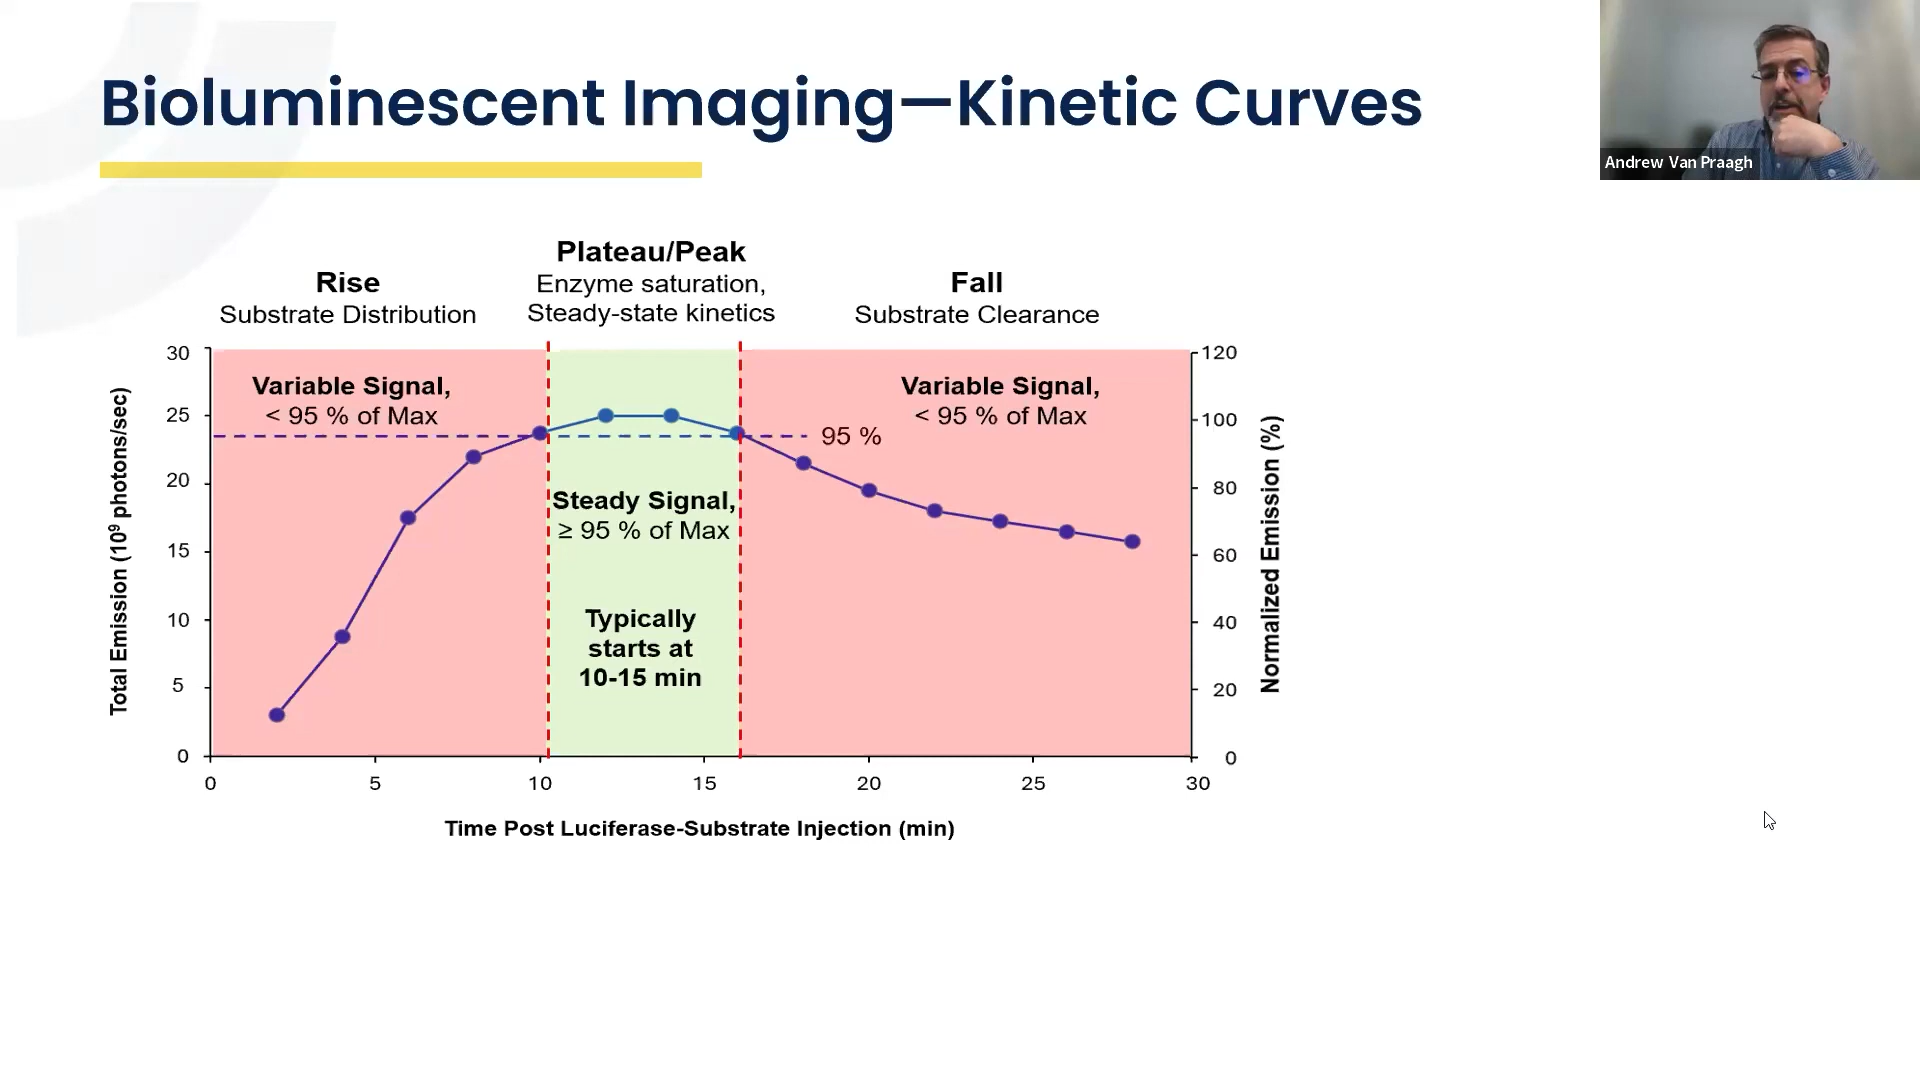 Bioluminescent Imaging—Kinetic Curves
Andrew Van Praagh
Rise
Substrate Distribution
Plateau/Peak
Enzyme saturation,
Steady-state kinetics
Fall
Substrate Clearance
Variable Signal,
< 95 % of Max
Steady Signal,
≥ 95 % of Max
Typically
starts at
10-15 min
Variable Signal,
< 95 % of Max
95 %
Total Emission (10⁹ photons/sec)
30
25
20
15
10
5
0
120
100
80
60
40
20
0
Normalized Emission (%)
0 5 10 15 20 25 30
Time Post Luciferase-Substrate Injection (min)